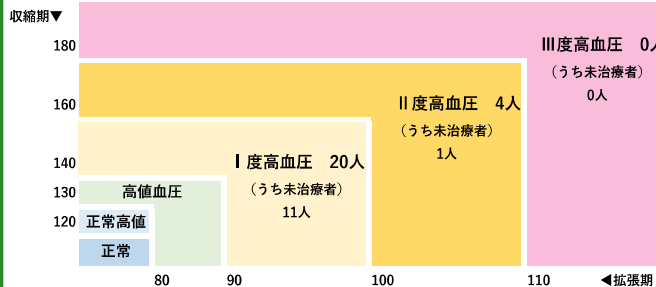 収縮期▼
180
Ⅲ度高血圧 0人
（うち未治療者）
0人
160
Ⅱ度高血圧 4人
（うち未治療者）
1人
140
Ⅰ度高血圧 20人
（うち未治療者）
11人
130
高値血圧
120
正常高値
正常
80
90
100
110
◀拡張期